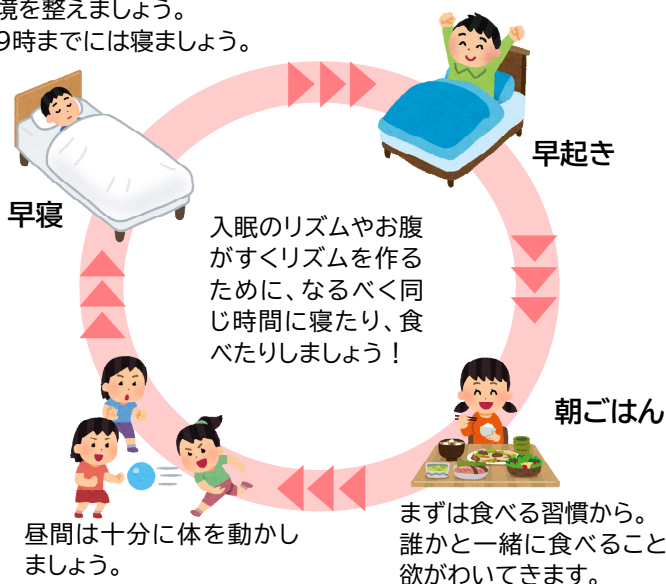 境を整えましょう。
9時までには寝ましょう。
早起き
早寝
入眠のリズムやお腹
がすくリズムを作る
ために、なるべく同
じ時間に寝たり、食
べたりしましょう！
朝ごはん
まずは食べる習慣から。
誰かと一緒に食べること
欲がわいてきます。
昼間は十分に体を動かし
ましょう。